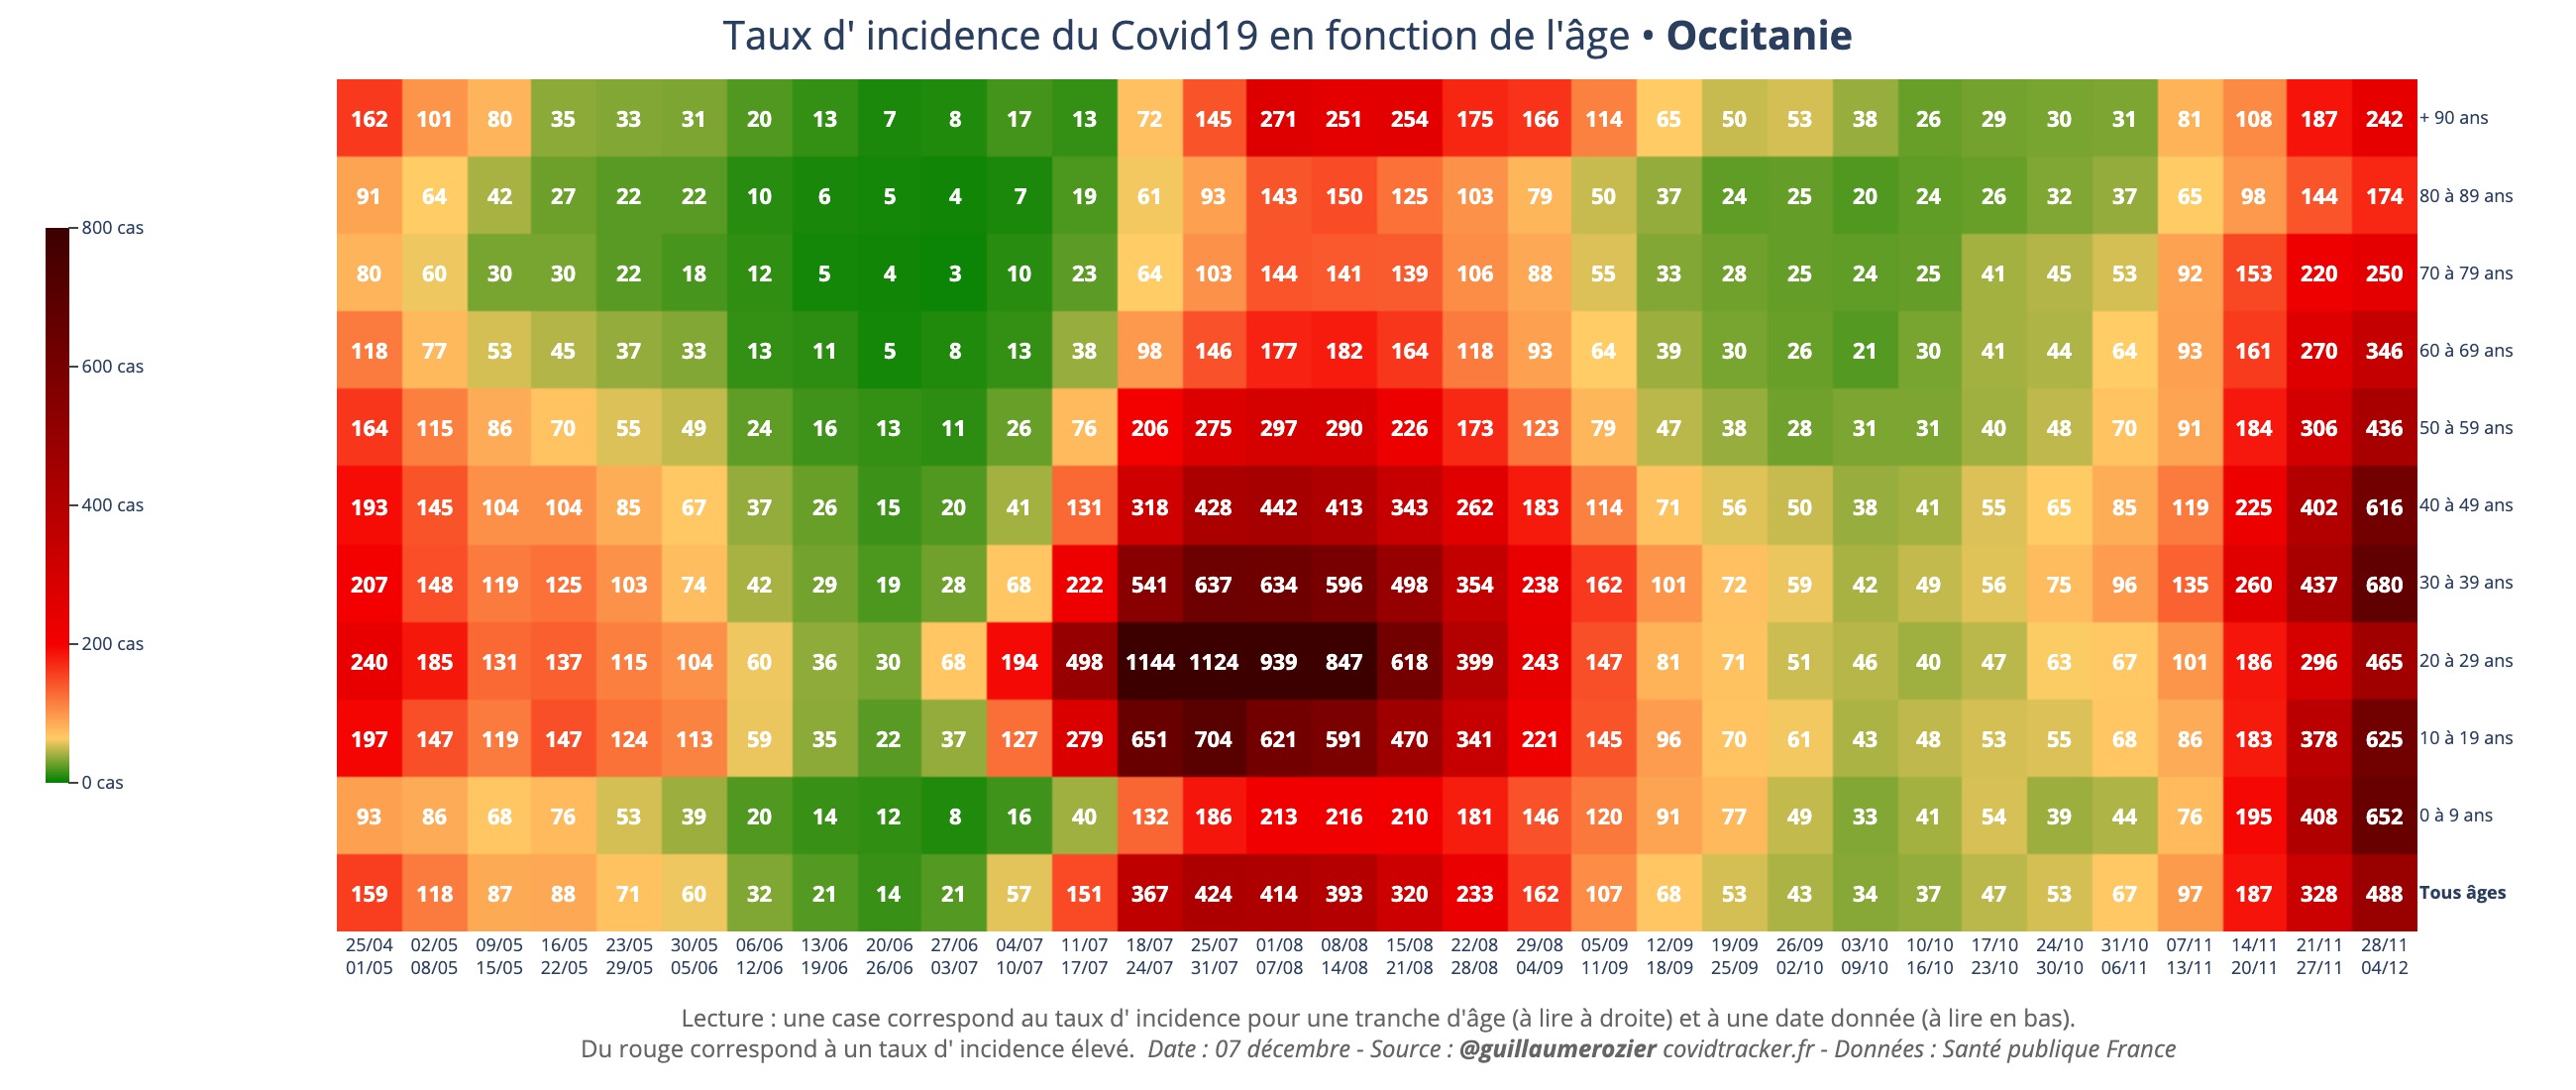 Taux d' incidence du Covid19 en fonction de l'âge • Occitanie
800 cas
600 cas
400 cas
200 cas
0 cas
162 101 80 35 33 31 20 13 7 8 17 13 72 145 271 251 254 175 166 114 65 50 53 38 26 29 30 31 81 108 187 242 + 90 ans
91 64 42 27 22 22 10 6 5 4 7 19 61 93 143 150 125 103 79 50 37 24 25 20 24 26 32 37 65 98 144 174 80 à 89 ans
80 60 30 30 22 18 12 5 4 3 10 23 64 103 144 141 139 106 88 55 33 28 25 24 25 41 45 53 92 153 220 250 70 à 79 ans
118 77 53 45 37 33 13 11 5 8 13 38 98 146 177 182 164 118 93 64 39 30 26 21 30 41 44 64 93 161 270 346 60 à 69 ans
164 115 86 70 55 49 24 16 13 11 26 76 206 275 297 290 226 173 123 79 47 38 28 31 31 40 48 70 91 184 306 436 50 à 59 ans
193 145 104 104 85 67 37 26 15 20 41 131 318 428 442 413 343 262 183 114 71 56 50 38 41 55 65 85 119 225 402 616 40 à 49 ans
207 148 119 125 103 74 42 29 19 28 68 222 541 637 634 596 498 354 238 162 101 72 59 42 49 56 75 96 135 260 437 680 30 à 39 ans
240 185 131 137 115 104 60 36 30 68 194 498 1144 1124 939 847 618 399 243 147 81 71 51 46 40 47 63 67 101 186 296 465 20 à 29 ans
197 147 119 147 124 113 59 35 22 37 127 279 651 704 621 591 470 341 221 145 96 70 61 43 48 53 55 68 86 183 378 625 10 à 19 ans
93 86 68 76 53 39 20 14 12 8 16 40 132 186 213 216 210 181 146 120 91 77 49 33 41 54 39 44 76 195 408 652 0 à 9 ans
159 118 87 88 71 60 32 21 14 21 57 151 367 424 414 393 320 233 162 107 68 53 43 34 37 47 53 67 97 187 328 488 Tous âges
25/04 02/05 09/05 16/05 23/05 30/05 06/06 13/06 20/06 27/06 04/07 11/07 18/07 25/07 01/08 08/08 15/08 22/08 29/08 05/09 12/09 19/09 26/09 03/10 10/10 17/10 24/10 31/10 07/11 14/11 21/11 28/11
01/05 08/05 15/05 22/05 29/05 05/06 12/06 19/06 26/06 03/07 10/07 17/07 24/07 31/07 07/08 14/08 21/08 28/08 04/09 11/09 18/09 25/09 02/10 09/10 16/10 23/10 30/10 06/11 13/11 20/11 27/11 04/12
Lecture : une case correspond au taux d' incidence pour une tranche d'âge (à lire à droite) et à une date donnée (à lire en bas).
Du rouge correspond à un taux d' incidence élevé. Date : 07 décembre - Source : @guillaumerozier covidtracker.fr - Données : Santé publique France